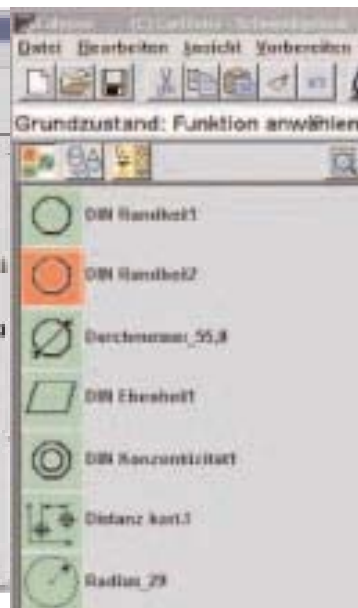 Datei Bearbeiten Ansicht Vorbereiten
Grundzustand: Funktion anwählen
DIN Rundheit1
DIN Rundheit2
Durchmesser_55,8
DIN Ebenheit1
DIN Konzentizität1
Distanz kart.1
Radius_29